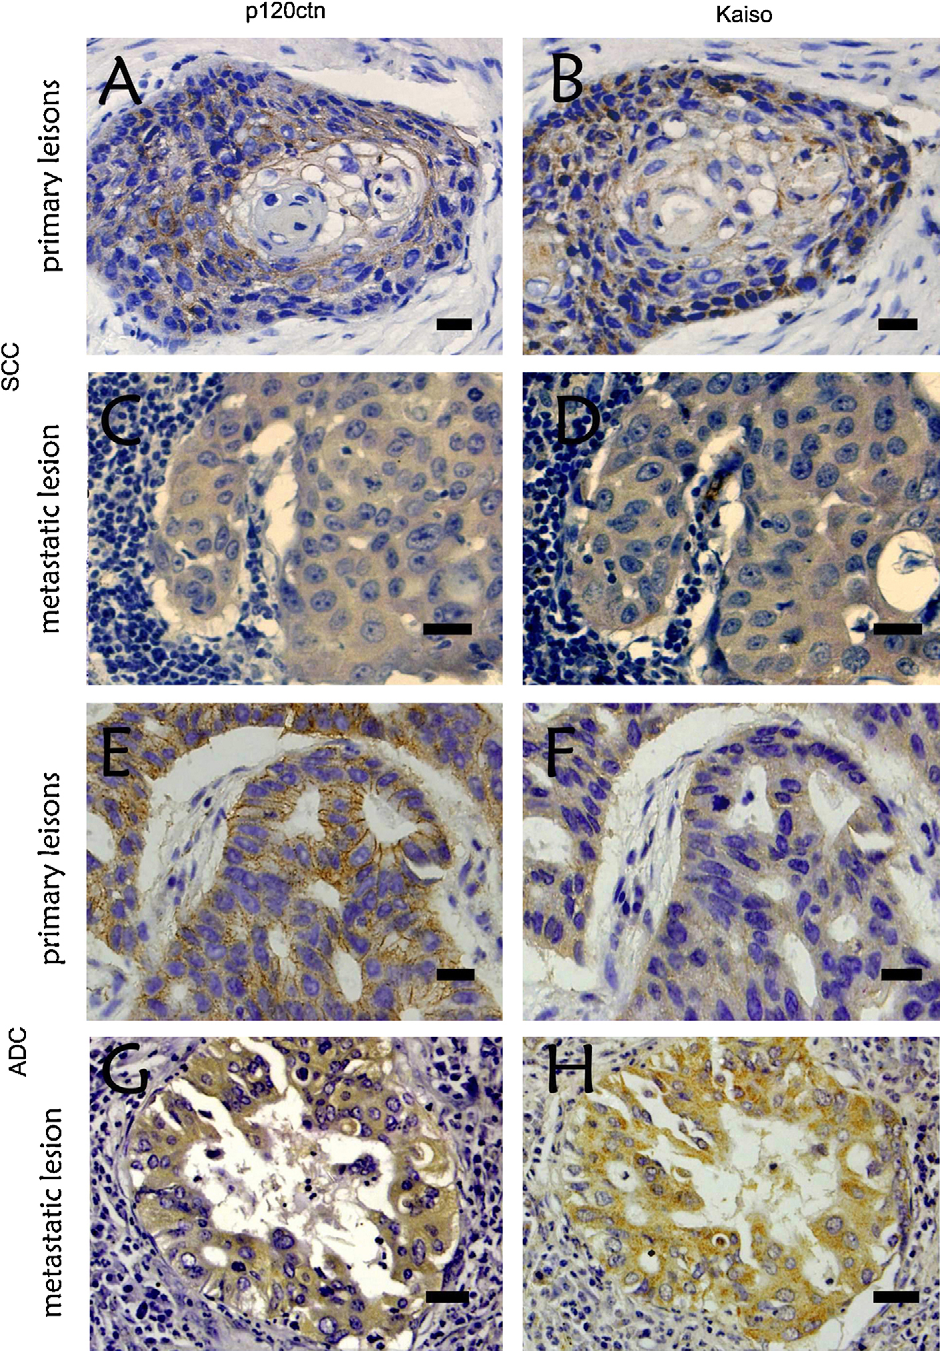 p120ctn
Kaiso
SCC
primary leisons
A
B
metastatic lesion
C
D
ADC
primary leisons
E
F
metastatic lesion
G
H